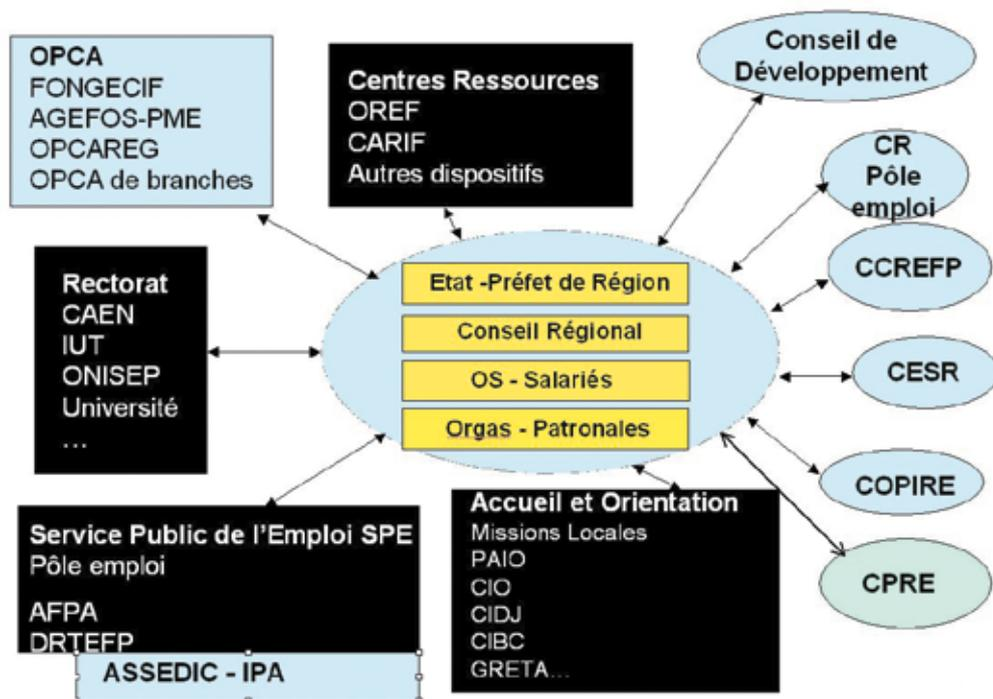 OPCA
FONGECIF
AGEFOS-PME
OPCAREG
OPCA de branches
Centres Ressources
OREF
CARIF
Autres dispositifs
Conseil de
Développement
CR
Pôle
emploi
CCREFP
CESR
COPIRE
CPRE
Etat -Préfet de Région
Conseil Régional
OS - Salariés
Orgas - Patronales
Rectorat
CAEN
IUT
ONISEP
Université
...
Service Public de l'Emploi SPE
Pôle emploi
AFPA
DRTEFP
ASSEDIC - IPA
Accueil et Orientation
Missions Locales
PAIO
CIO
CIDJ
CIBC
GRETA...